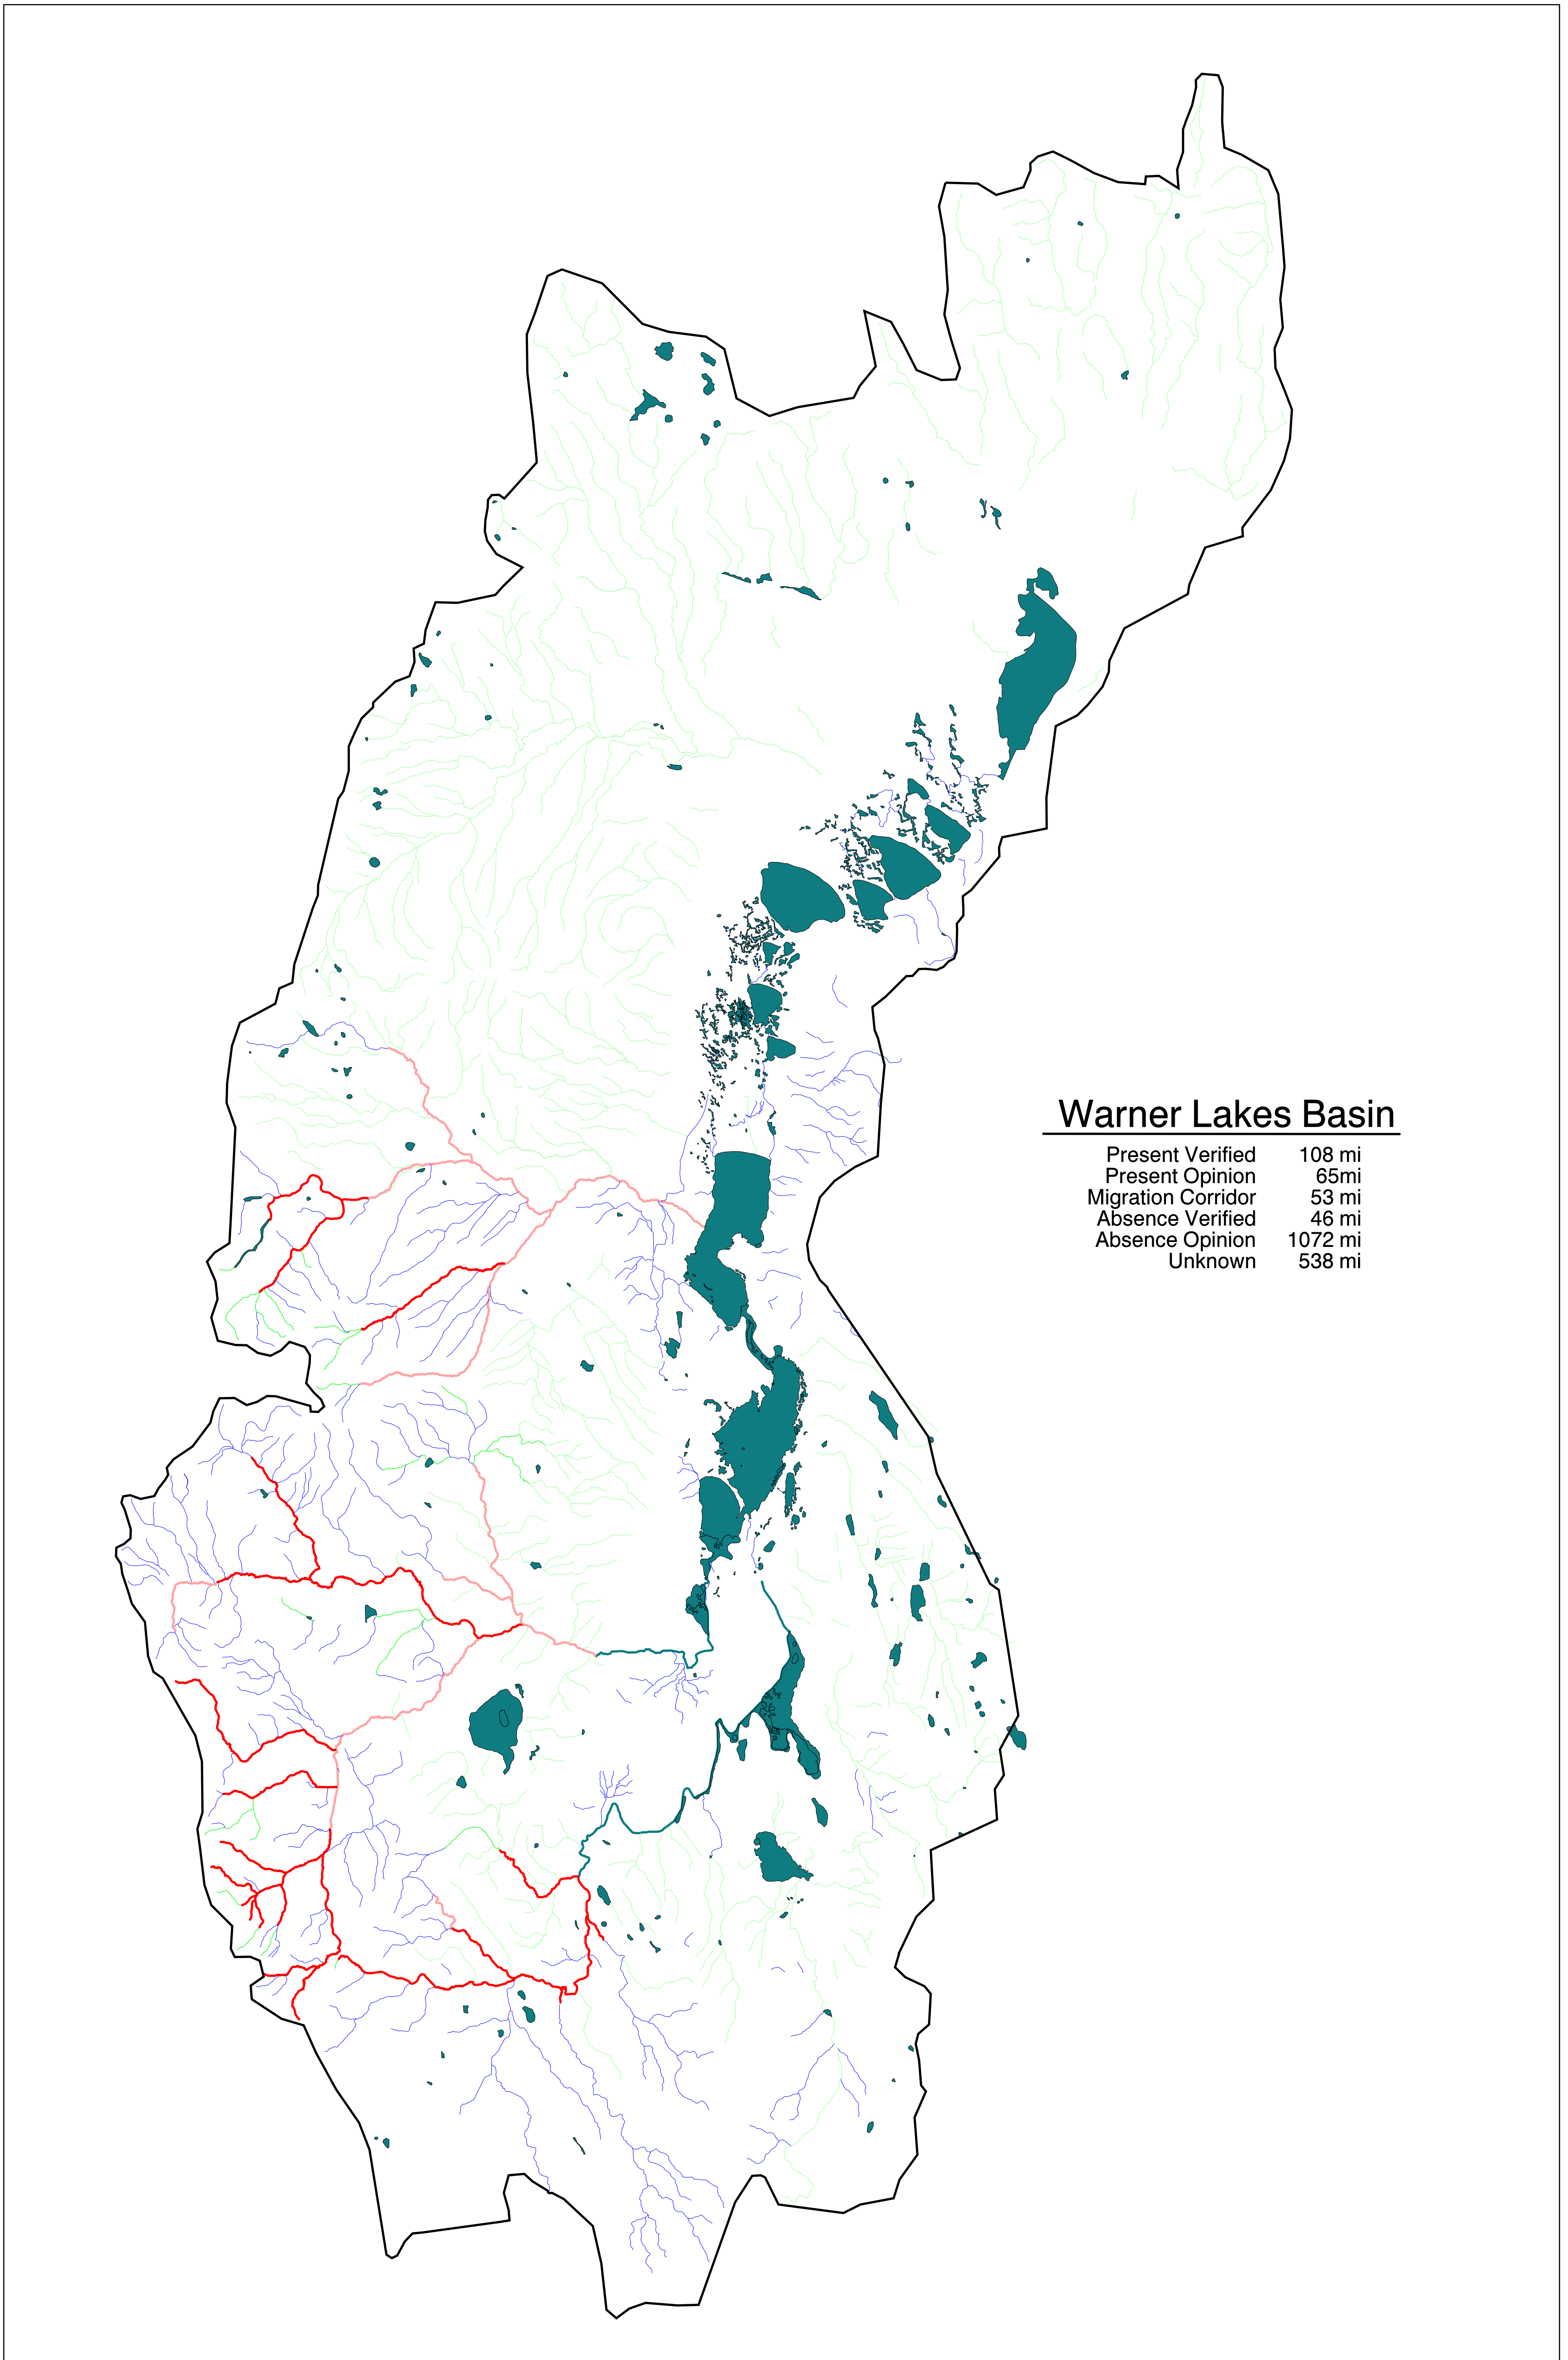 Warner Lakes Basin
Present Verified 108 mi
Present Opinion 65mi
Migration Corridor 53 mi
Absence Verified 46 mi
Absence Opinion 1072 mi
Unknown 538 mi